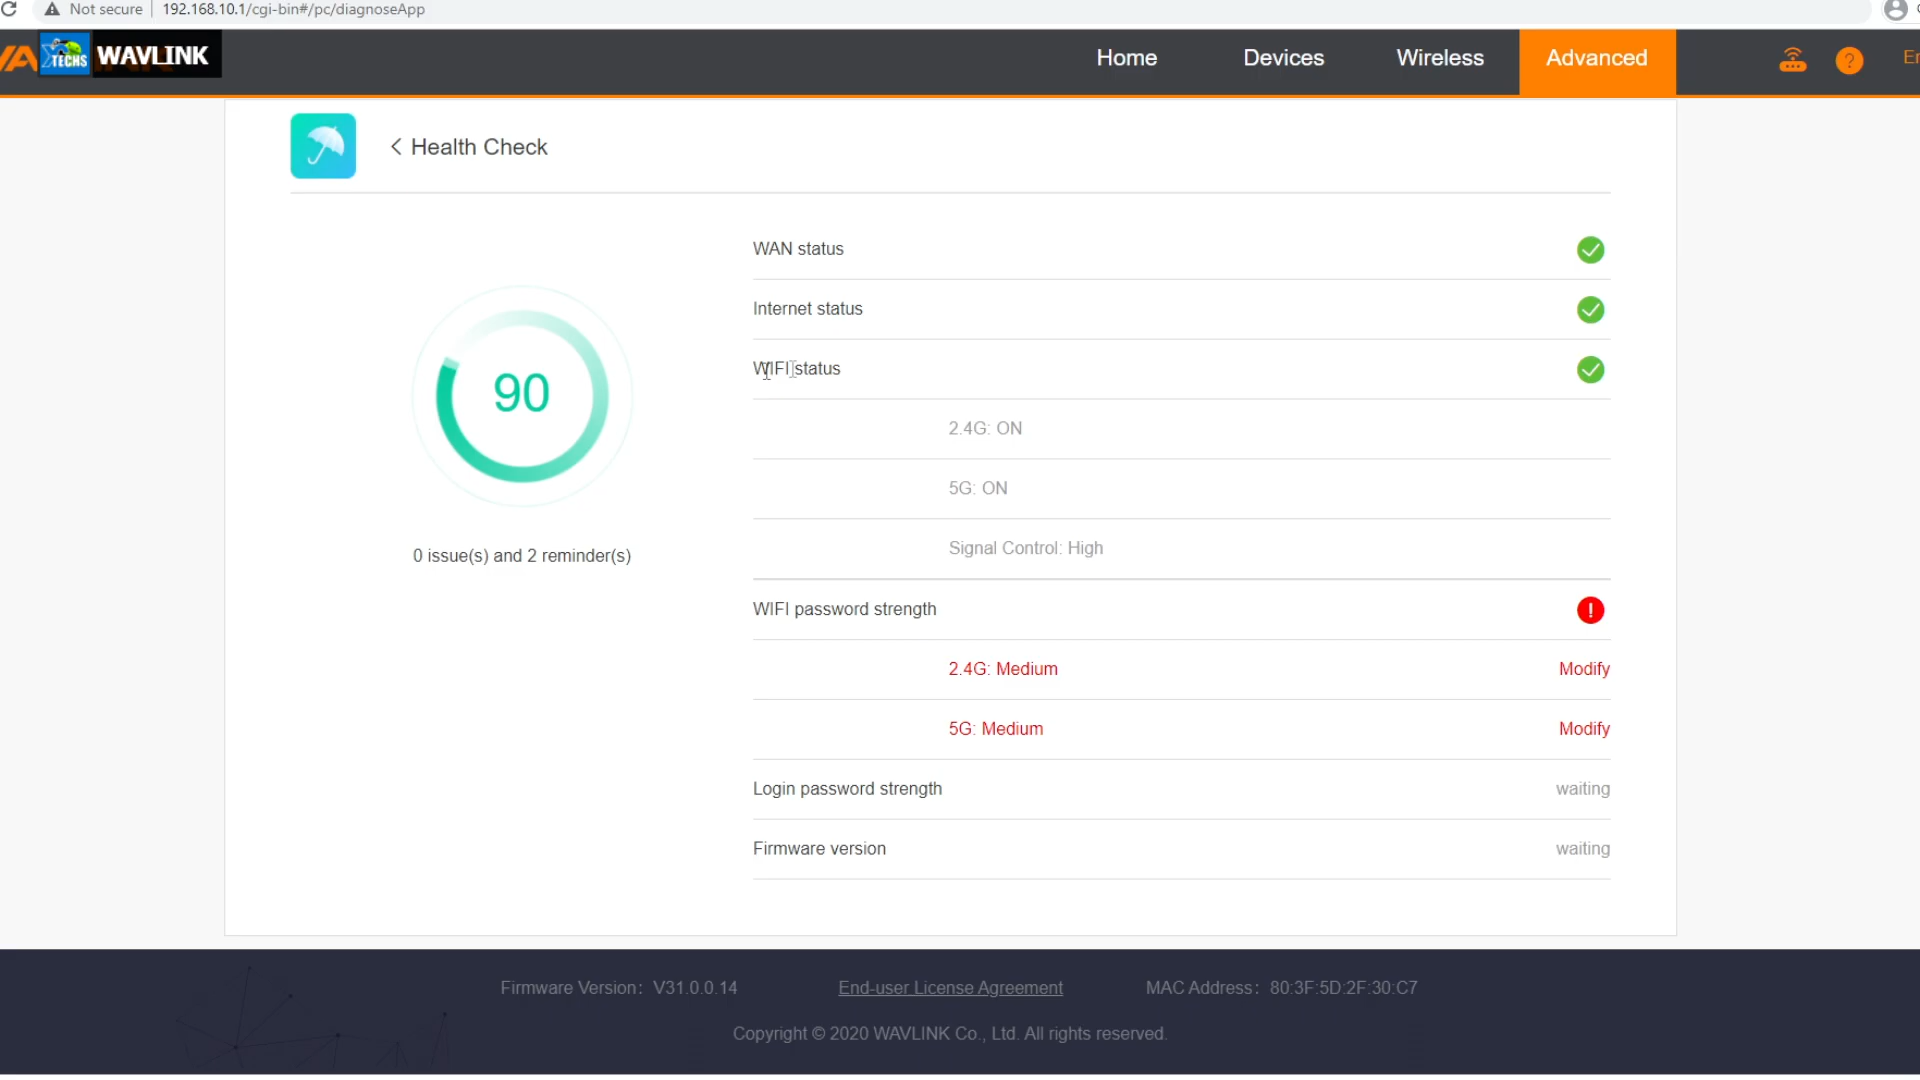 Not secure | 192.168.10.1/cgi-bin#/pc/diagnoseApp
TECHS WAVLINK Home Devices Wireless Advanced ?
< Health Check
WAN status
Internet status
WIFI status
2.4G: ON
5G: ON
Signal Control: High
90
0 issue(s) and 2 reminder(s)
WIFI password strength !
2.4G: Medium Modify
5G: Medium Modify
Login password strength waiting
Firmware version waiting
Firmware Version: V31.0.0.14 End-user License Agreement MAC Address: 80:3F:5D:2F:30:C7
Copyright © 2020 WAVLINK Co., Ltd. All rights reserved.